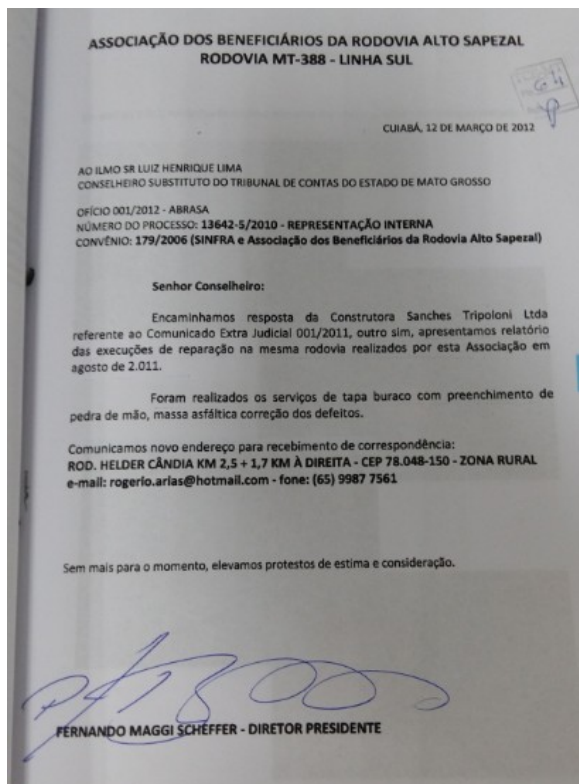 ASSOCIAÇÃO DOS BENEFICIÁRIOS DA RODOVIA ALTO SAPEZAL
RODOVIA MT-388 - LINHA SUL
CUIABÁ, 12 DE MARÇO DE 2012
AO ILMO SR LUIZ HENRIQUE LIMA
CONSELHEIRO SUBSTITUTO DO TRIBUNAL DE CONTAS DO ESTADO DE MATO GROSSO
OFÍCIO 001/2012 - ABRASA
NÚMERO DO PROCESSO: 13642-5/2010 - REPRESENTAÇÃO INTERNA
CONVÊNIO: 179/2006 (SINFRA e Associação dos Beneficiários da Rodovia Alto Sapezal)
Senhor Conselheiro:
Encaminhamos resposta da Construtora Sanches Tripoloni Ltda
referente ao Comunicado Extra Judicial 001/2011, outro sim, apresentamos relatório
das execuções de reparação na mesma rodovia realizados por esta Associação em
agosto de 2.011.
Foram realizados os serviços de tapa buraco com preenchimento de
pedra de mão, massa asfáltica correção dos defeitos.
Comunicamos novo endereço para recebimento de correspondência:
ROD. HELDER CÂNDIA KM 2,5 + 1,7 KM À DIREITA - CEP 78.048-150 - ZONA RURAL
e-mail: rogerio.arias@hotmail.com - fone: (65) 9987 7561
Sem mais para o momento, elevamos protestos de estima e consideração.
FERNANDO MAGGI SCHEFFER - DIRETOR PRESIDENTE